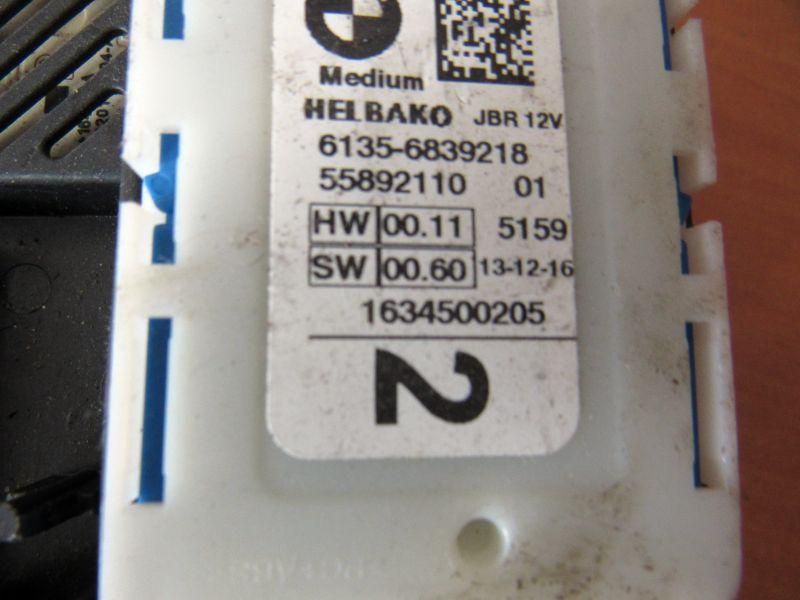 Medium
HELBAKO JBR 12V
6135-6839218
55892110 01
HW 00.11 5159
SW 00.60 13-12-16
1634500205
2